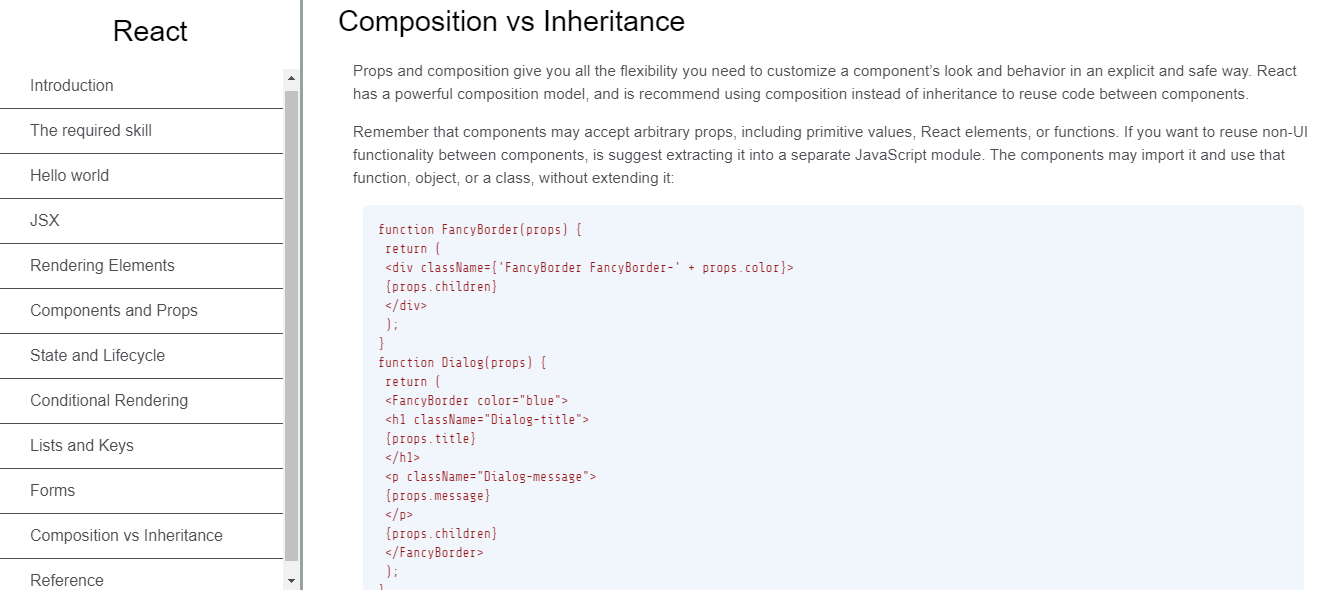 React
Introduction
The required skill
Hello world
JSX
Rendering Elements
Components and Props
State and Lifecycle
Conditional Rendering
Lists and Keys
Forms
Composition vs Inheritance
Reference
Composition vs Inheritance
Props and composition give you all the flexibility you need to customize a component’s look and behavior in an explicit and safe way. React
has a powerful composition model, and is recommend using composition instead of inheritance to reuse code between components.
Remember that components may accept arbitrary props, including primitive values, React elements, or functions. If you want to reuse non-UI
functionality between components, is suggest extracting it into a separate JavaScript module. The components may import it and use that
function, object, or a class, without extending it:
function FancyBorder(props) {
return (
<div className={'FancyBorder FancyBorder-' + props.color}>
{props.children}
</div>
);
}
function Dialog(props) {
return (
<FancyBorder color="blue">
<h1 className="Dialog-title">
{props.title}
</h1>
<p className="Dialog-message">
{props.message}
</p>
{props.children}
</FancyBorder>
);
}